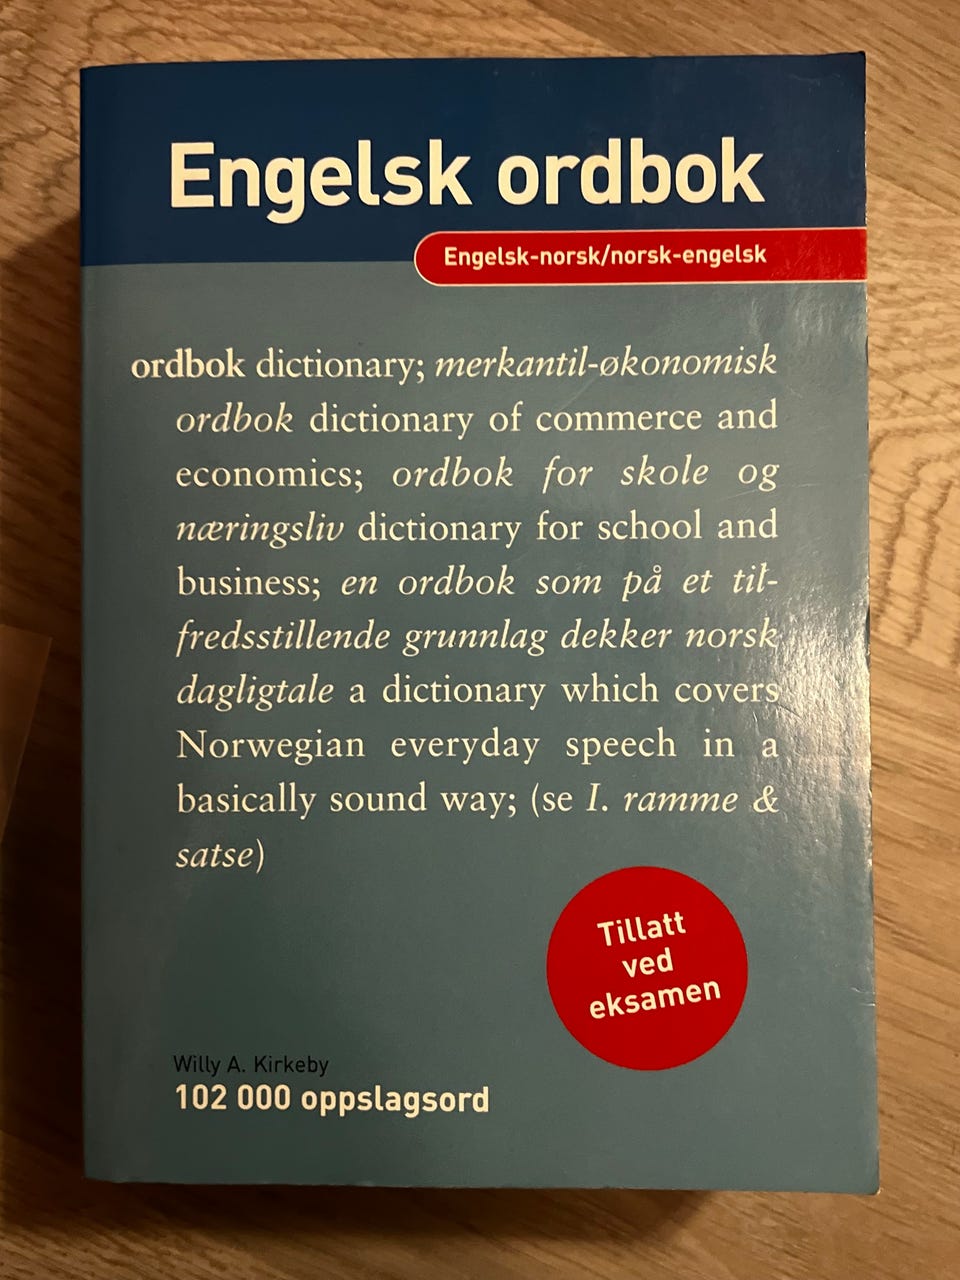 Engelsk ordbok
Engelsk-norsk/norsk-engelsk
ordbok dictionary; merkantil-økonomisk
ordbok dictionary of commerce and
economics; ordbok for skole og
næringsliv dictionary for school and
business; en ordbok som på et til-
fredsstillende grunnlag dekker norsk
dagligtale a dictionary which covers
Norwegian everyday speech in a
basically sound way; (se I. ramme &
satse)
Tillatt
ved
eksamen
Willy A. Kirkeby
102 000 oppslagsord